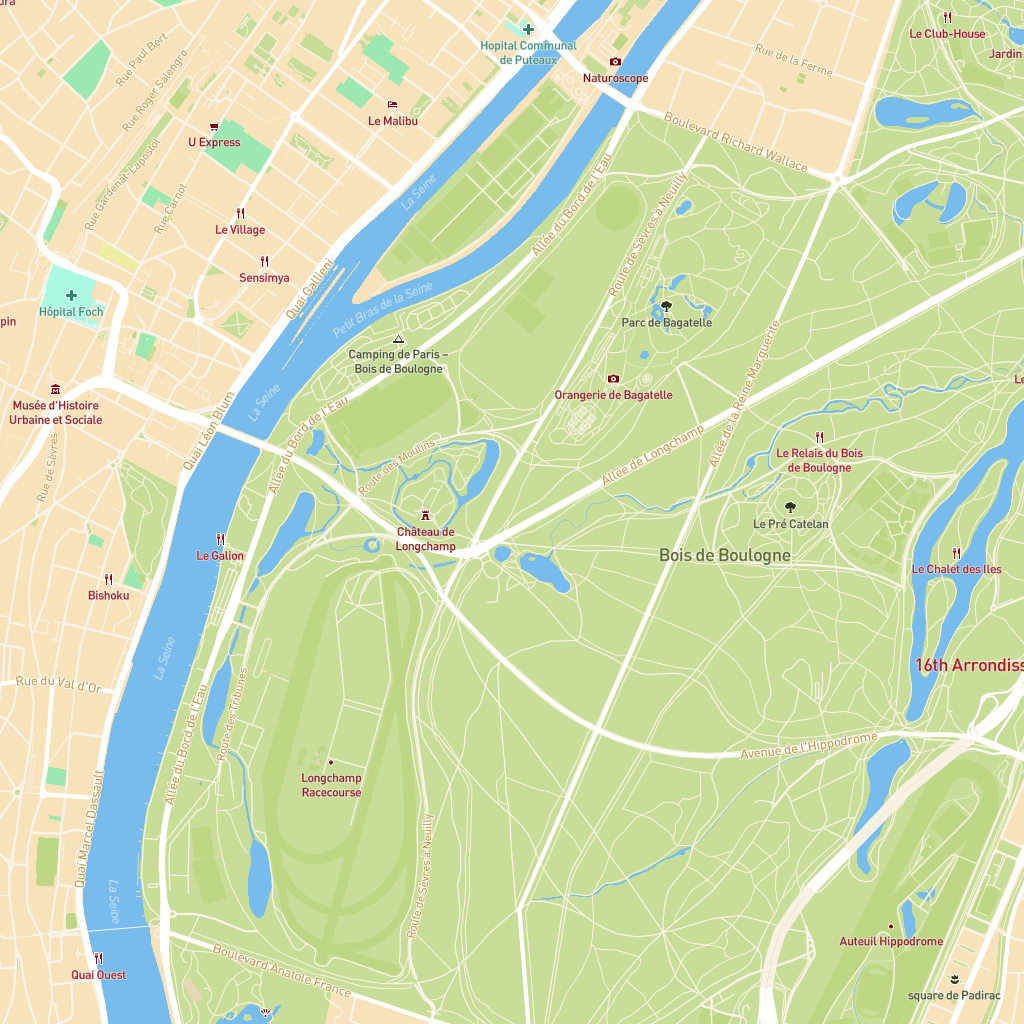 Le Club-House
Jardin
Hopital Communal
de Puteaux
Rue Paul Bert
Rue Roger Salengro
Naturoscope
Rue de la Ferme
Le Malibu
U Express
Boulevard Richard Wallace
Rue Gardenat-Lapostol
Rue Carnot
La Seine
Allée du Bord de l'Eau
Route de Sèvres à Neuilly
Le Village
Sensimya
Quai Gallieni
Hôpital Foch
Petit Bras de la Seine
pin
Parc de Bagatelle
Camping de Paris –
Bois de Boulogne
Orangerie de Bagatelle
Allée de la Reine Marguerite
Musée d'Histoire
Urbaine et Sociale
La Seine
Quai Léon Blum
Allée du Bord de l'Eau
Rue de Sèvres
Route des Moulins
Allée de Longchamp
Le Relais du Bois
de Boulogne
Le
Le Pré Catelan
Château de
Longchamp
Le Galion
Bois de Boulogne
Le Chalet des Iles
Bishoku
La Seine
16th Arrondiss
Rue du Val d'Or
Allée du Bord de l'Eau
Route des Tribunes
Avenue de l'Hippodrome
Longchamp
Racecourse
Quai Marcel Dassault
La Seine
Route de Sèvres à Neuilly
Auteuil Hippodrome
Quai Ouest
Boulevard Anatole France
square de Padirac